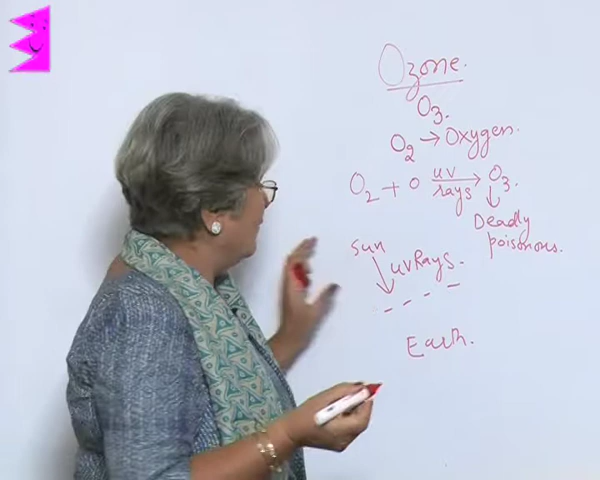 Ozone.
O3.
O2 → Oxygen.
O2 + O uv rays → O3.
Deadly
poisonous.
Sun
uv Rays.
Earth.